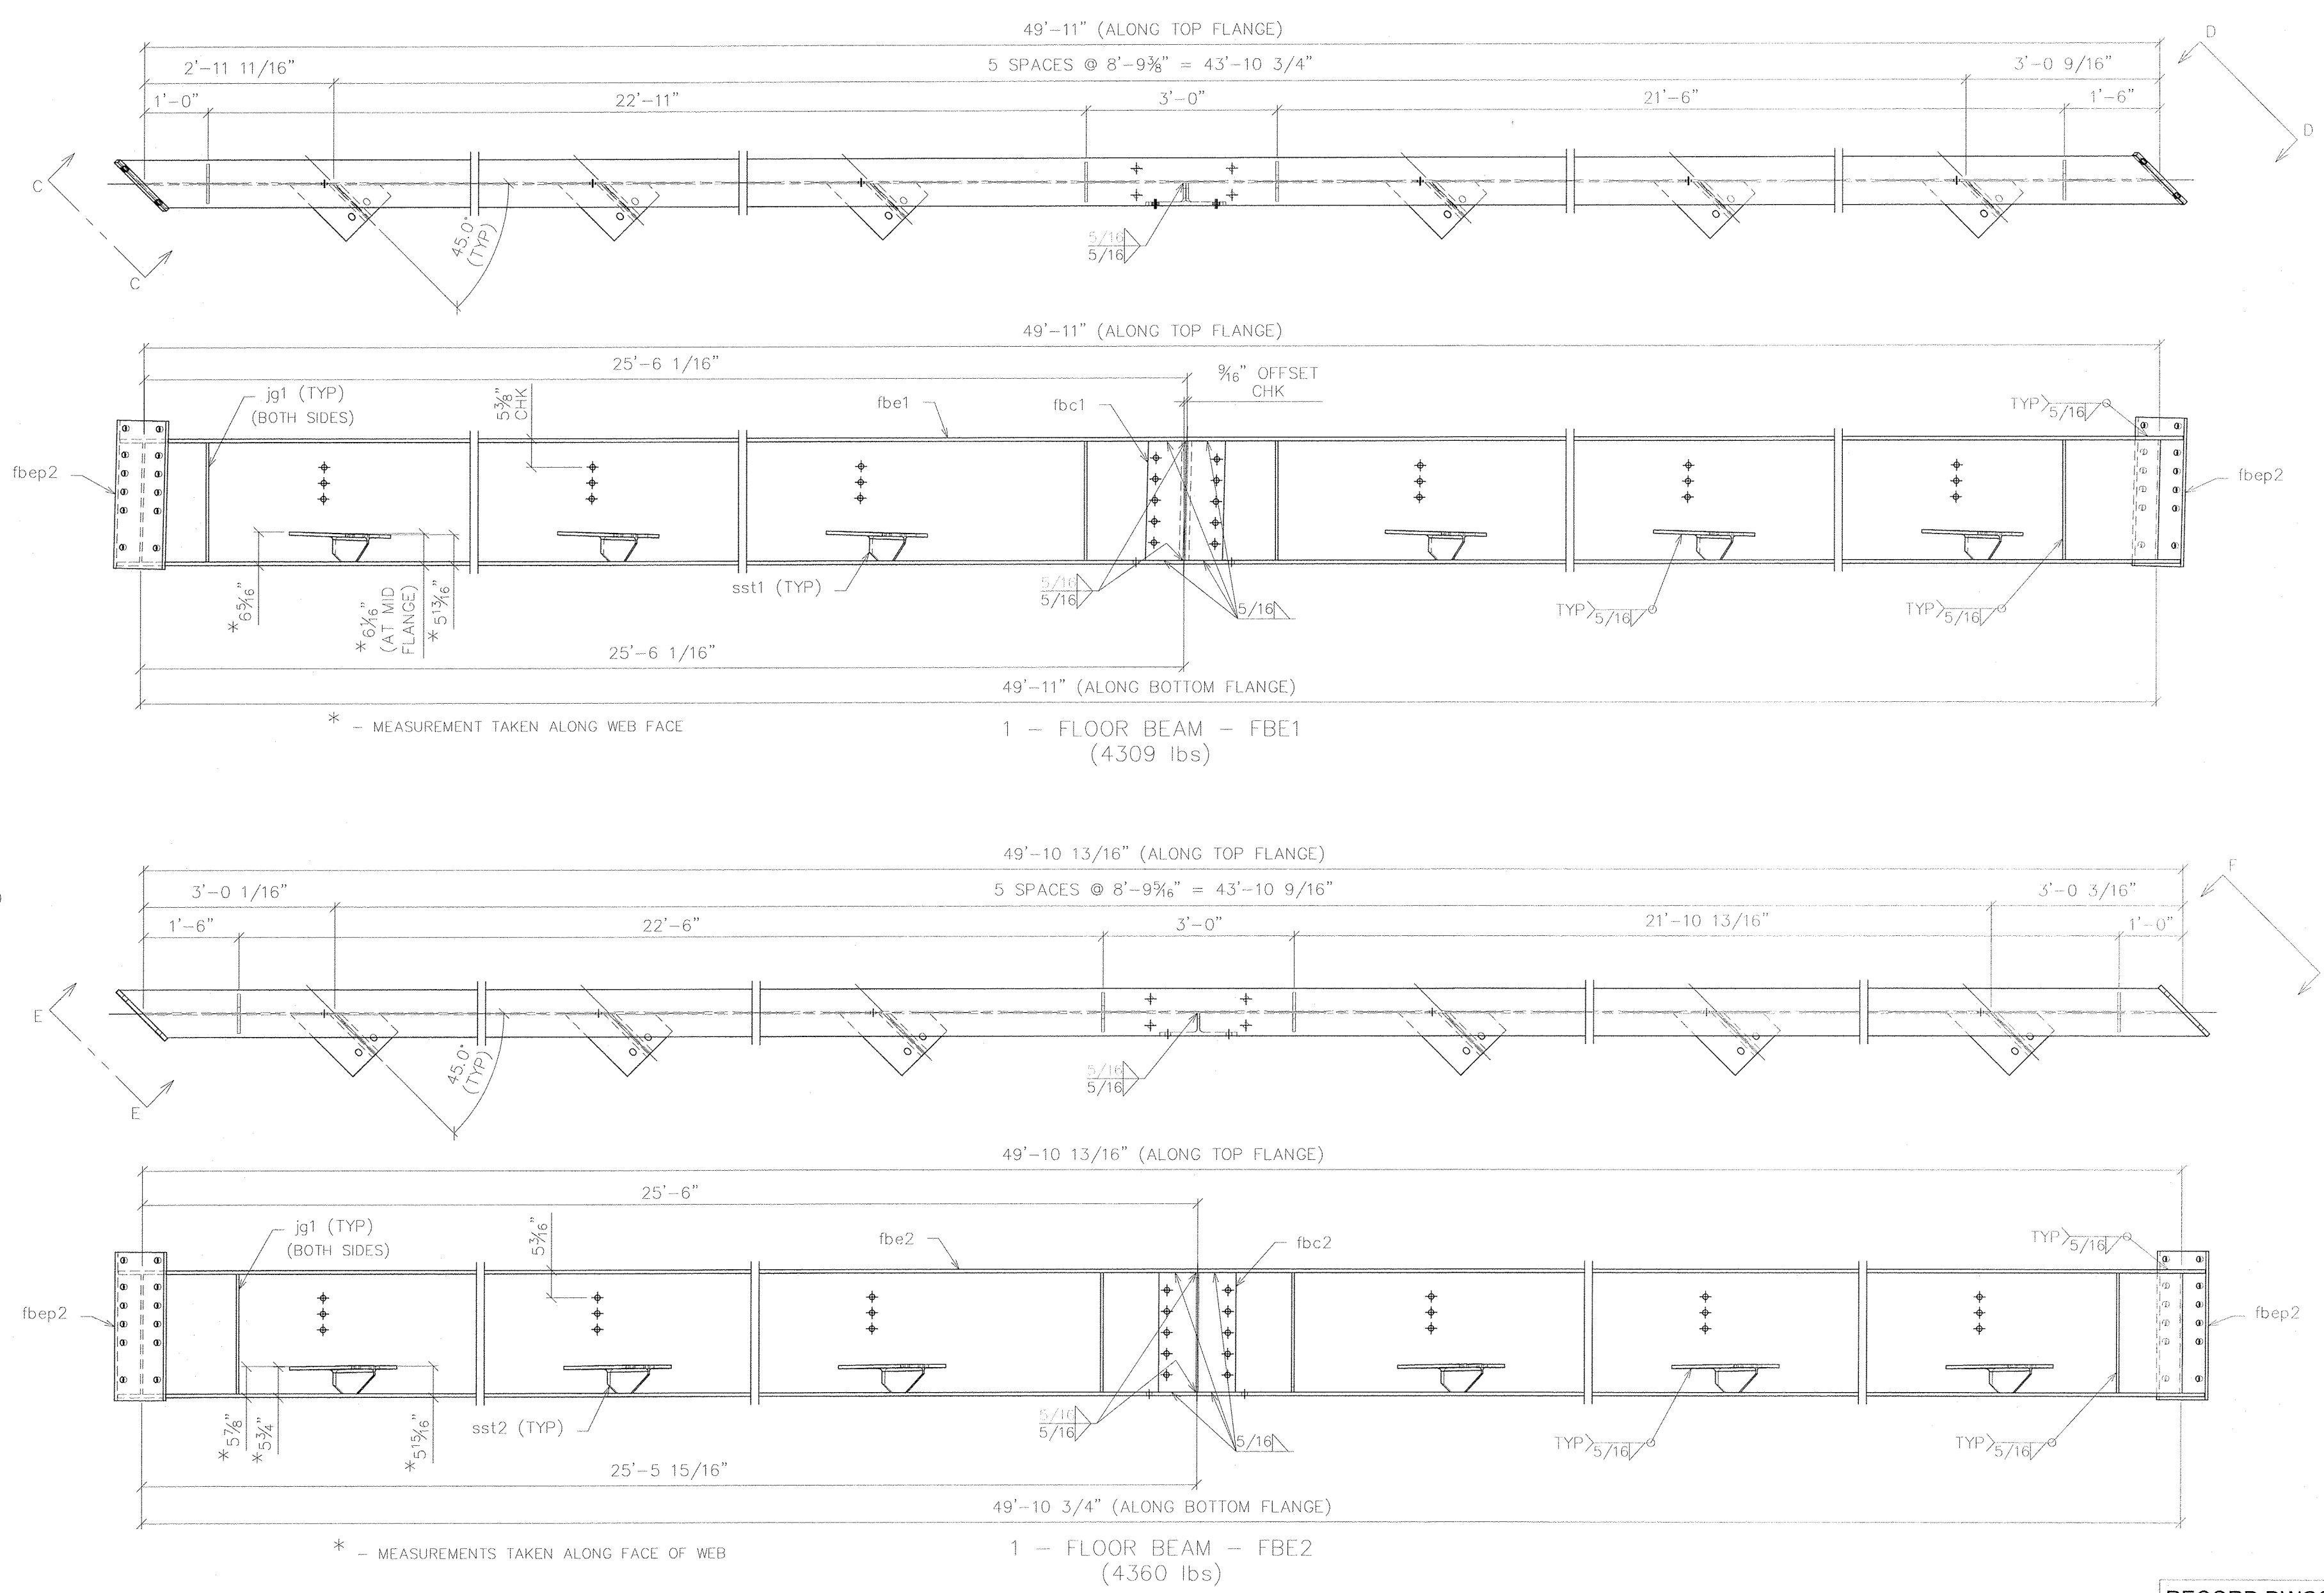 49'-11" (ALONG TOP FLANGE)
D
2'-11 11/16"
5 SPACES @ 8'-9⅜" = 43'-10 3/4"
3'-0 9/16"
1'-0"
22'-11"
3'-0"
21'-6"
1'-6"
D
C
45.0°
(TYP)
5/16
5/16
C
49'-11" (ALONG TOP FLANGE)
25'-6 1/16"
9/16" OFFSET
CHK
jg1 (TYP)
(BOTH SIDES)
5⅜"
CHK
fbe1
fbc1
TYP
5/16
fbep2
fbep2
sst1 (TYP)
5/16
5/16
5/16
TYP
5/16
TYP
5/16
* 6 5/16"
* 6 1/16"
(AT MID
FLANGE)
* 5 13/16"
25'-6 1/16"
49'-11" (ALONG BOTTOM FLANGE)
* - MEASUREMENT TAKEN ALONG WEB FACE
1 - FLOOR BEAM - FBE1
(4309 lbs)
49'-10 13/16" (ALONG TOP FLANGE)
F
3'-0 1/16"
5 SPACES @ 8'-9 5/16" = 43'-10 9/16"
3'-0 3/16"
1'-6"
22'-6"
3'-0"
21'-10 13/16"
1'-0"
E
45.0°
(TYP)
5/16
5/16
E
49'-10 13/16" (ALONG TOP FLANGE)
25'-6"
jg1 (TYP)
(BOTH SIDES)
5 3/16"
fbe2
fbc2
TYP
5/16
fbep2
fbep2
* 5⅞"
* 5¾"
* 5 15/16"
sst2 (TYP)
5/16
5/16
5/16
TYP
5/16
TYP
5/16
25'-5 15/16"
49'-10 3/4" (ALONG BOTTOM FLANGE)
* - MEASUREMENTS TAKEN ALONG FACE OF WEB
1 - FLOOR BEAM - FBE2
(4360 lbs)